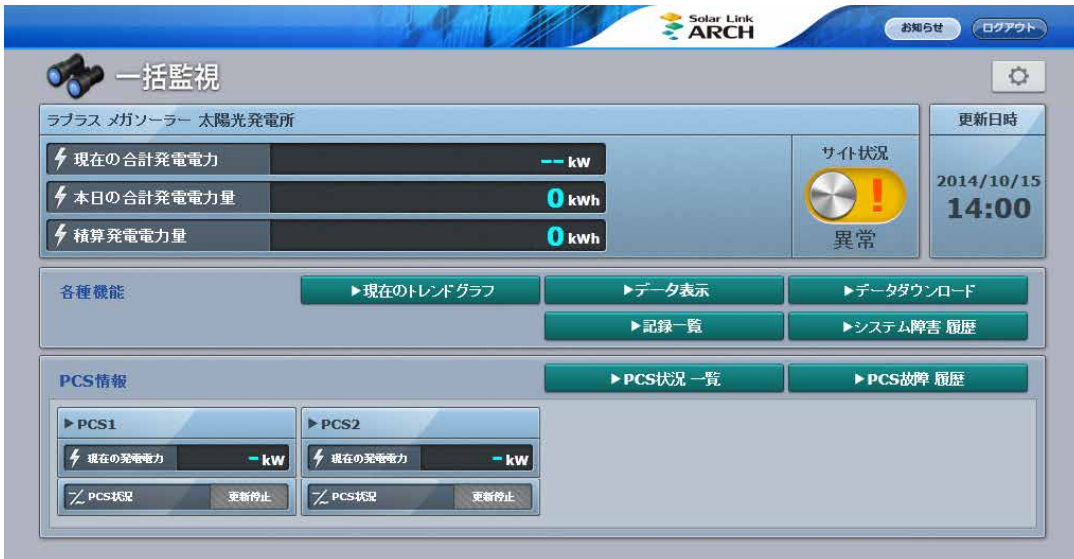 Solar Link
ARCH
お知らせ
ログアウト
一括監視
ラプラス メガソーラー 太陽光発電所
現在の合計発電電力
-- kW
本日の合計発電電力量
0 kWh
積算発電電力量
0 kWh
サイト状況
!
異常
更新日時
2014/10/15
14:00
各種機能
▶現在のトレンドグラフ
▶データ表示
▶データダウンロード
▶記録一覧
▶システム障害 履歴
PCS情報
▶PCS状況 一覧
▶PCS故障 履歴
▶PCS1
現在の発電電力
- kW
PCS状況
更新停止
▶PCS2
現在の発電電力
- kW
PCS状況
更新停止